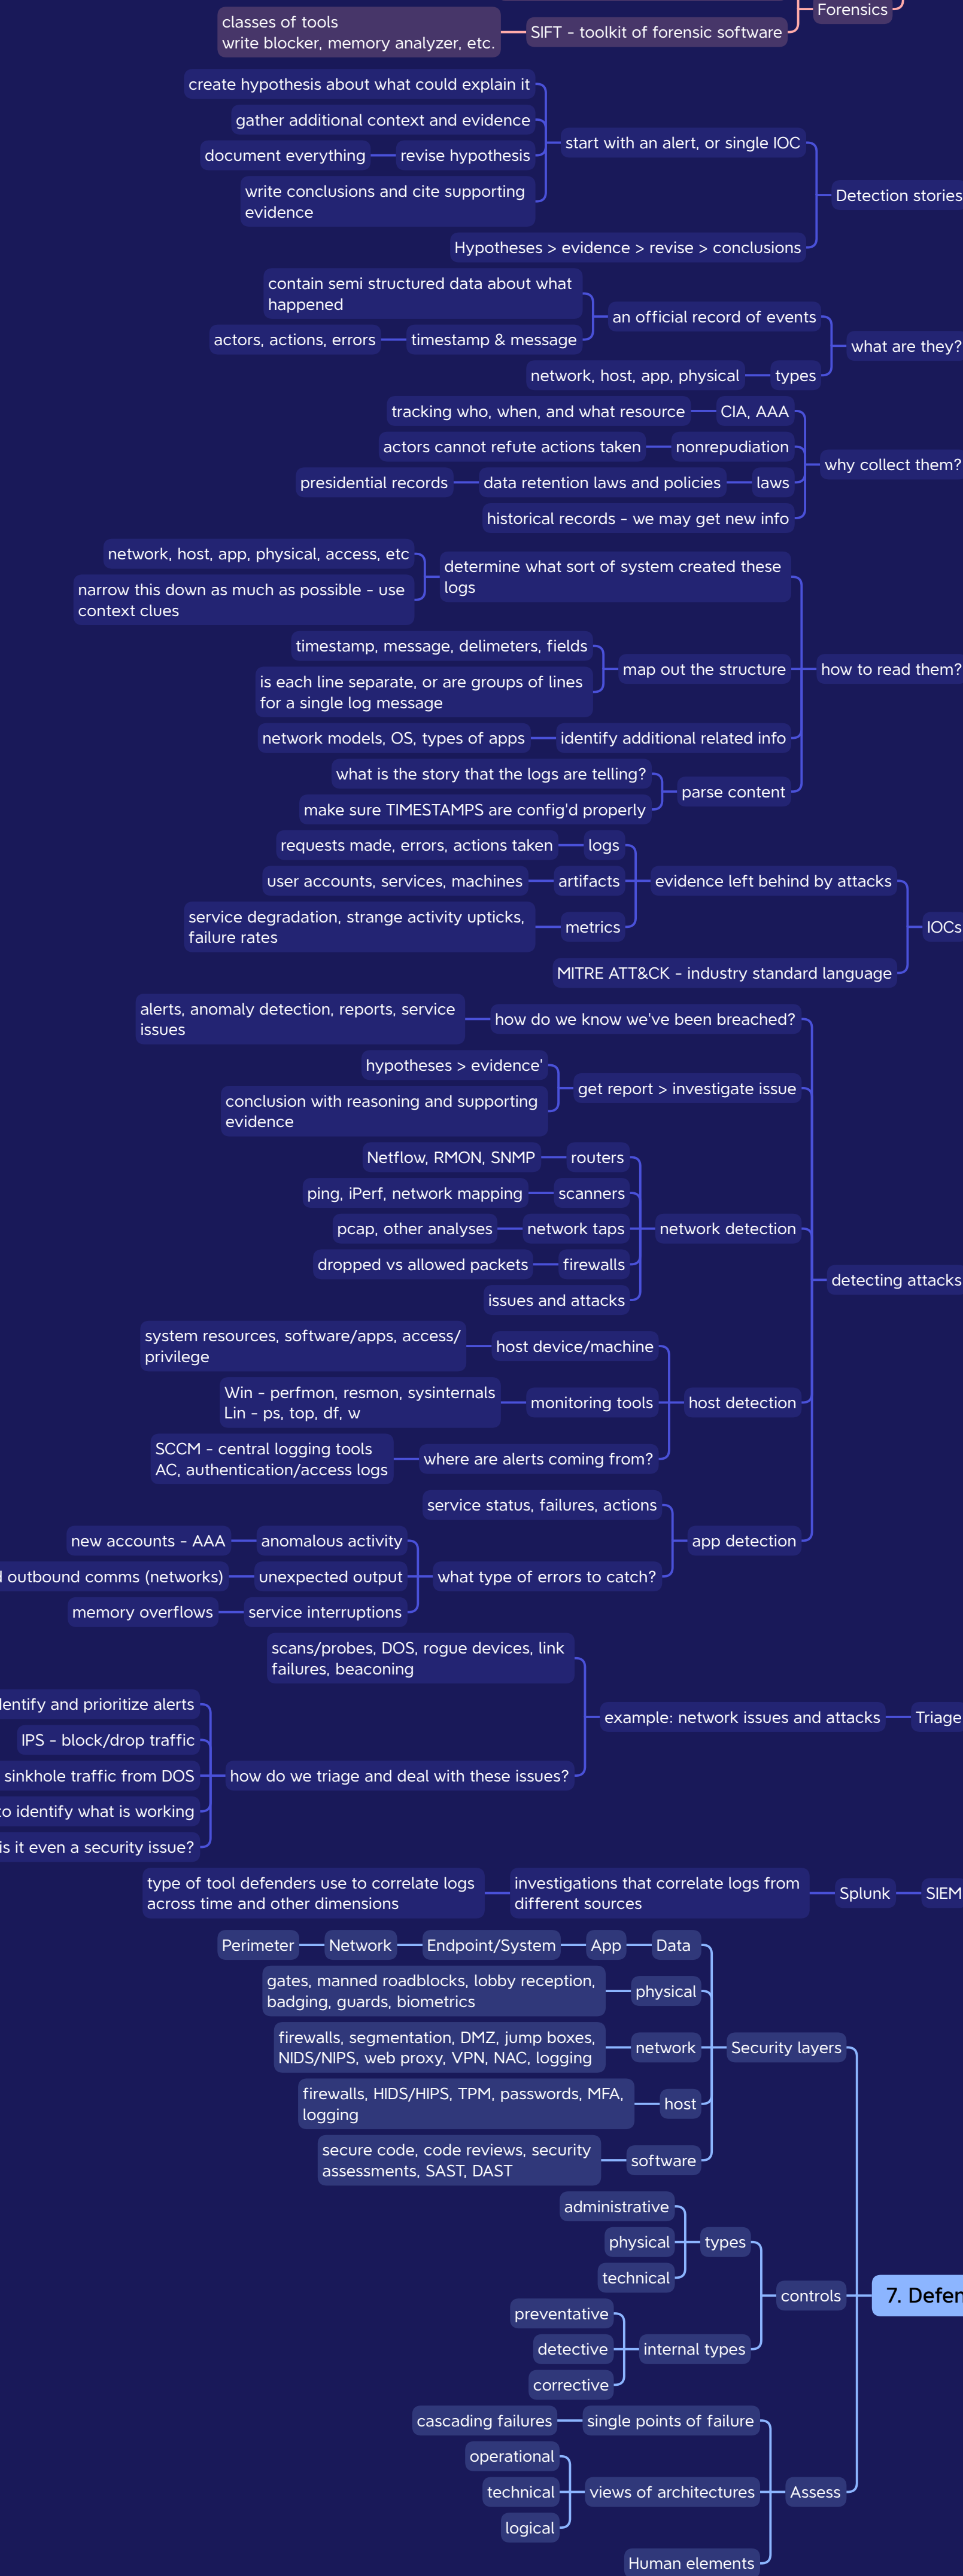 classes of tools
write blocker, memory analyzer, etc.
SIFT - toolkit of forensic software
Forensics
create hypothesis about what could explain it
gather additional context and evidence
document everything
revise hypothesis
write conclusions and cite supporting
evidence
start with an alert, or single IOC
Hypotheses > evidence > revise > conclusions
Detection stories
contain semi structured data about what
happened
actors, actions, errors
timestamp & message
an official record of events
network, host, app, physical
types
what are they?
tracking who, when, and what resource
CIA, AAA
actors cannot refute actions taken
nonrepudiation
presidential records
data retention laws and policies
laws
historical records - we may get new info
why collect them?
network, host, app, physical, access, etc
narrow this down as much as possible - use
context clues
determine what sort of system created these
logs
timestamp, message, delimeters, fields
is each line separate, or are groups of lines
for a single log message
map out the structure
network models, OS, types of apps
identify additional related info
what is the story that the logs are telling?
make sure TIMESTAMPS are config'd properly
parse content
how to read them?
requests made, errors, actions taken
logs
user accounts, services, machines
artifacts
service degradation, strange activity upticks,
failure rates
metrics
evidence left behind by attacks
MITRE ATT&CK - industry standard language
IOCs
alerts, anomaly detection, reports, service
issues
how do we know we've been breached?
hypotheses > evidence'
conclusion with reasoning and supporting
evidence
get report > investigate issue
Netflow, RMON, SNMP
routers
ping, iPerf, network mapping
scanners
pcap, other analyses
network taps
dropped vs allowed packets
firewalls
issues and attacks
network detection
system resources, software/apps, access/
privilege
host device/machine
Win - perfmon, resmon, sysinternals
Lin - ps, top, df, w
monitoring tools
SCCM - central logging tools
AC, authentication/access logs
where are alerts coming from?
host detection
service status, failures, actions
new accounts - AAA
anomalous activity
outbound comms (networks)
unexpected output
memory overflows
service interruptions
what type of errors to catch?
app detection
detecting attacks
scans/probes, DOS, rogue devices, link
failures, beaconing
and prioritize alerts
IPS - block/drop traffic
sinkhole traffic from DOS
to identify what is working
is it even a security issue?
how do we triage and deal with these issues?
example: network issues and attacks
Triage
type of tool defenders use to correlate logs
across time and other dimensions
investigations that correlate logs from
different sources
Splunk
SIEM
Perimeter
Network
Endpoint/System
App
Data
gates, manned roadblocks, lobby reception,
badging, guards, biometrics
physical
firewalls, segmentation, DMZ, jump boxes,
NIDS/NIPS, web proxy, VPN, NAC, logging
network
firewalls, HIDS/HIPS, TPM, passwords, MFA,
logging
host
secure code, code reviews, security
assessments, SAST, DAST
software
Security layers
administrative
physical
technical
types
preventative
detective
corrective
internal types
controls
7. Defen
cascading failures
single points of failure
operational
technical
logical
views of architectures
Human elements
Assess